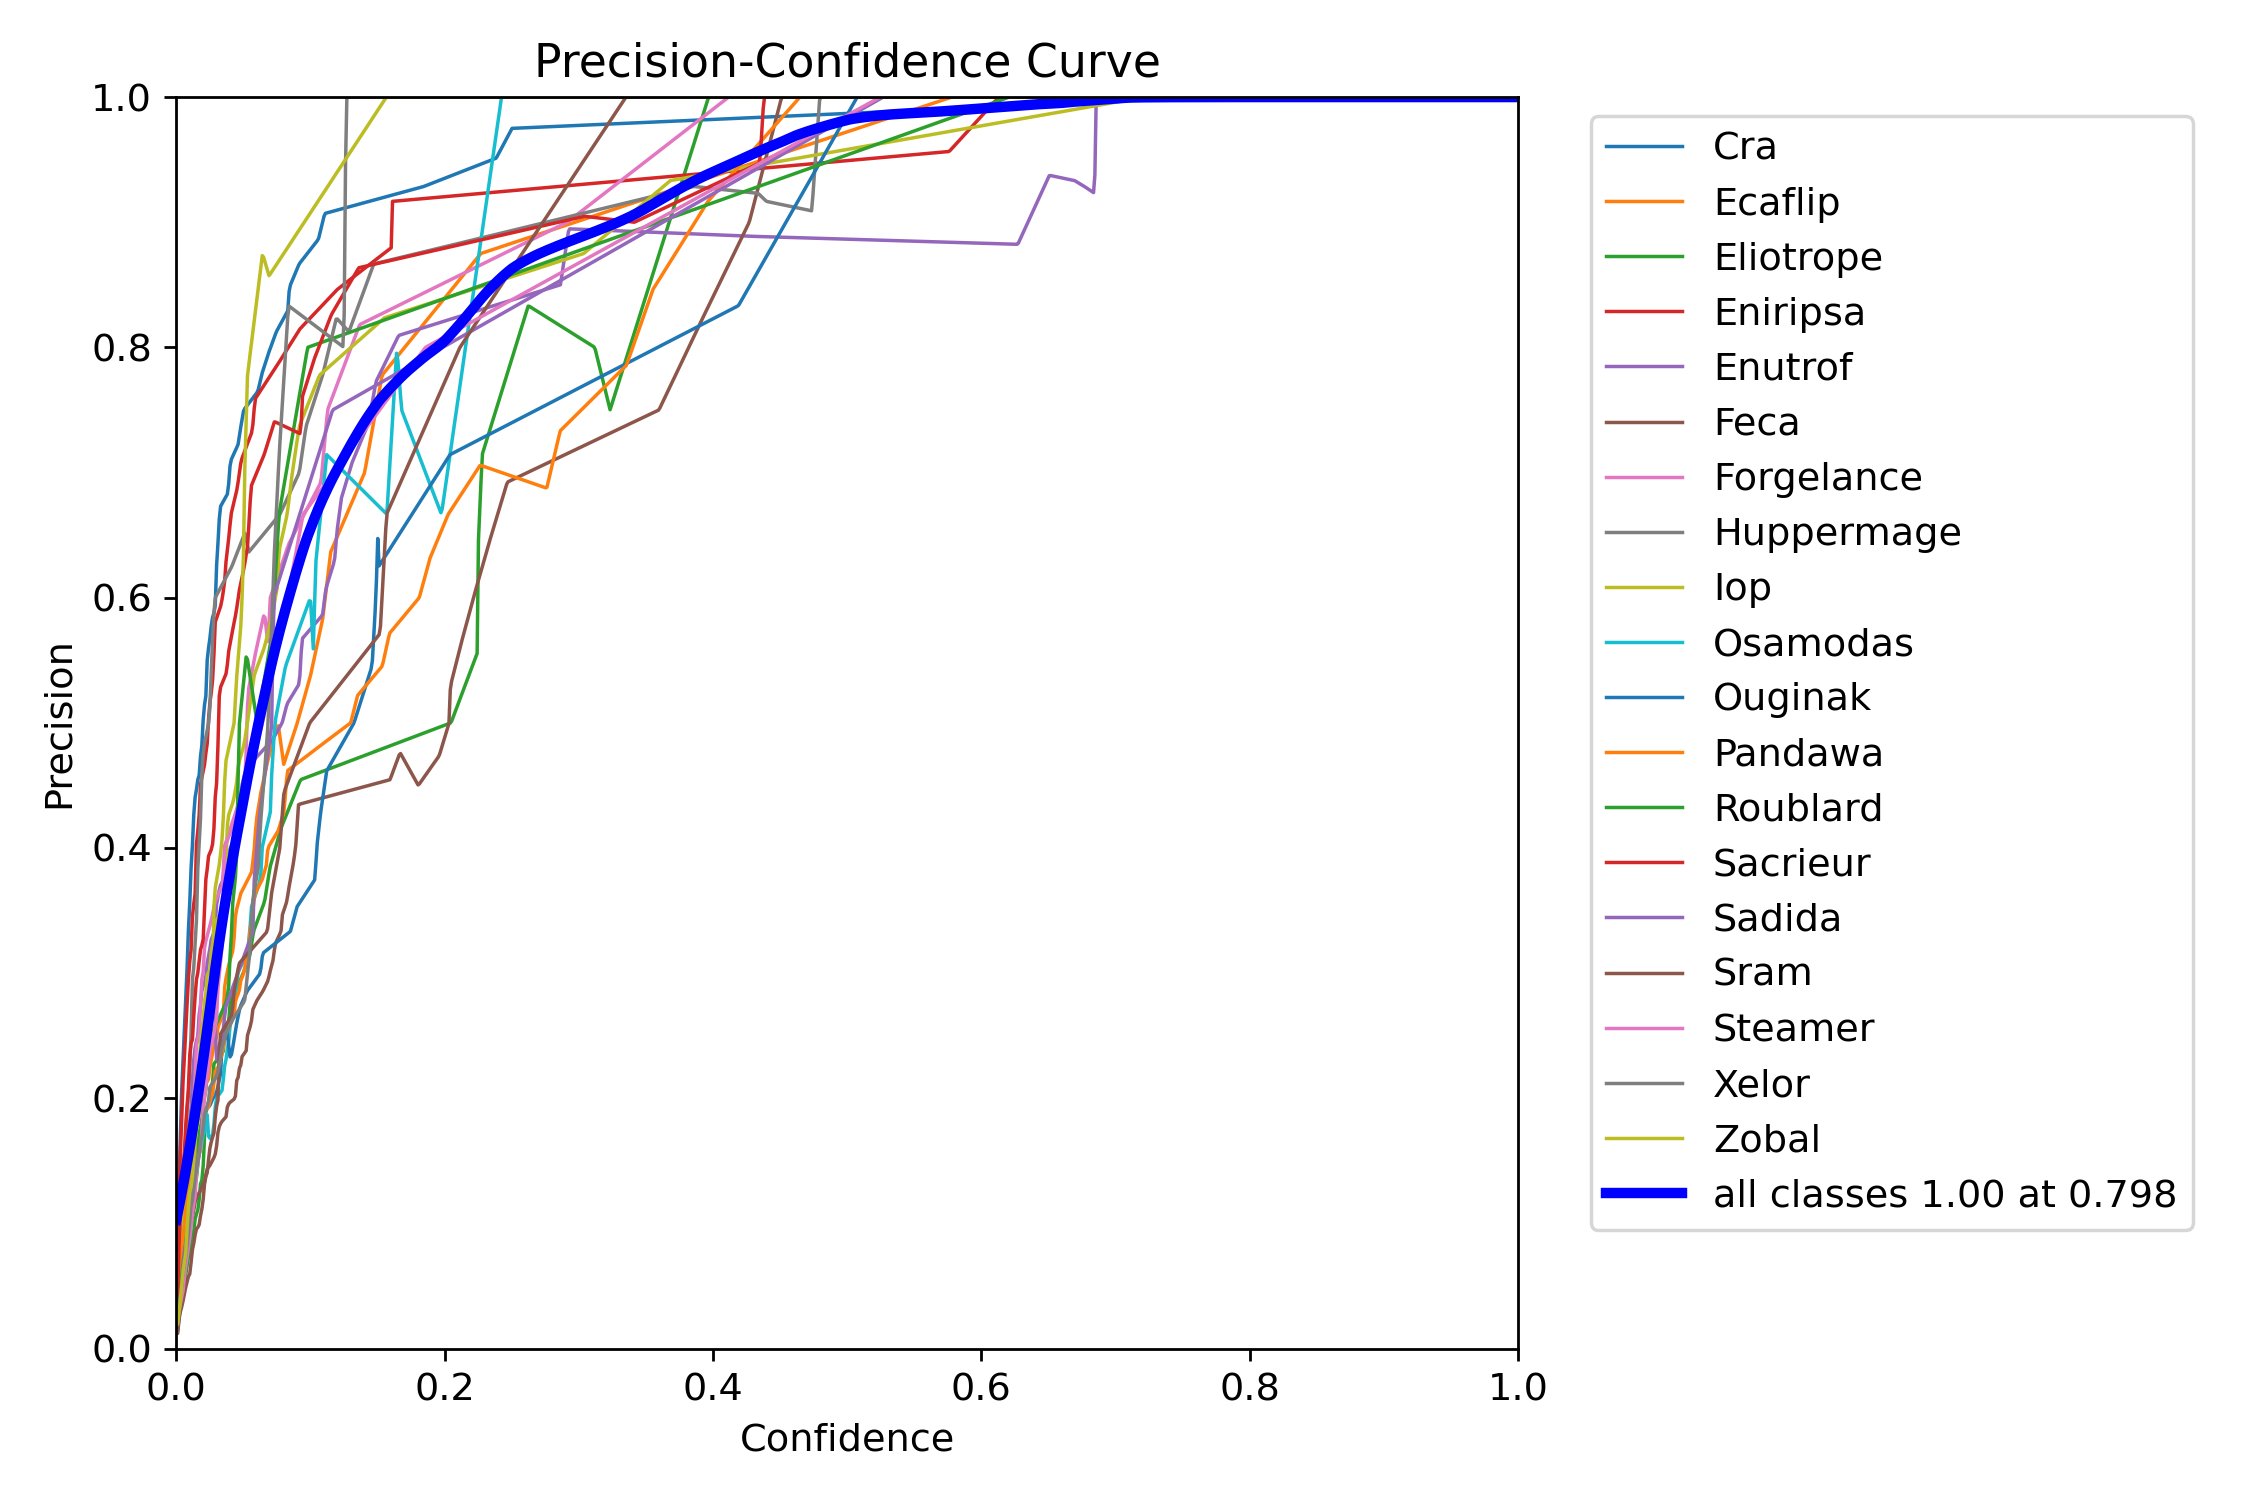 Precision-Confidence Curve
1.0
0.8
0.6
0.4
0.2
0.0
Precision
0.0 0.2 0.4 0.6 0.8 1.0
Confidence
Cra
Ecaflip
Eliotrope
Eniripsa
Enutrof
Feca
Forgelance
Huppermage
Iop
Osamodas
Ouginak
Pandawa
Roublard
Sacrieur
Sadida
Sram
Steamer
Xelor
Zobal
all classes 1.00 at 0.798